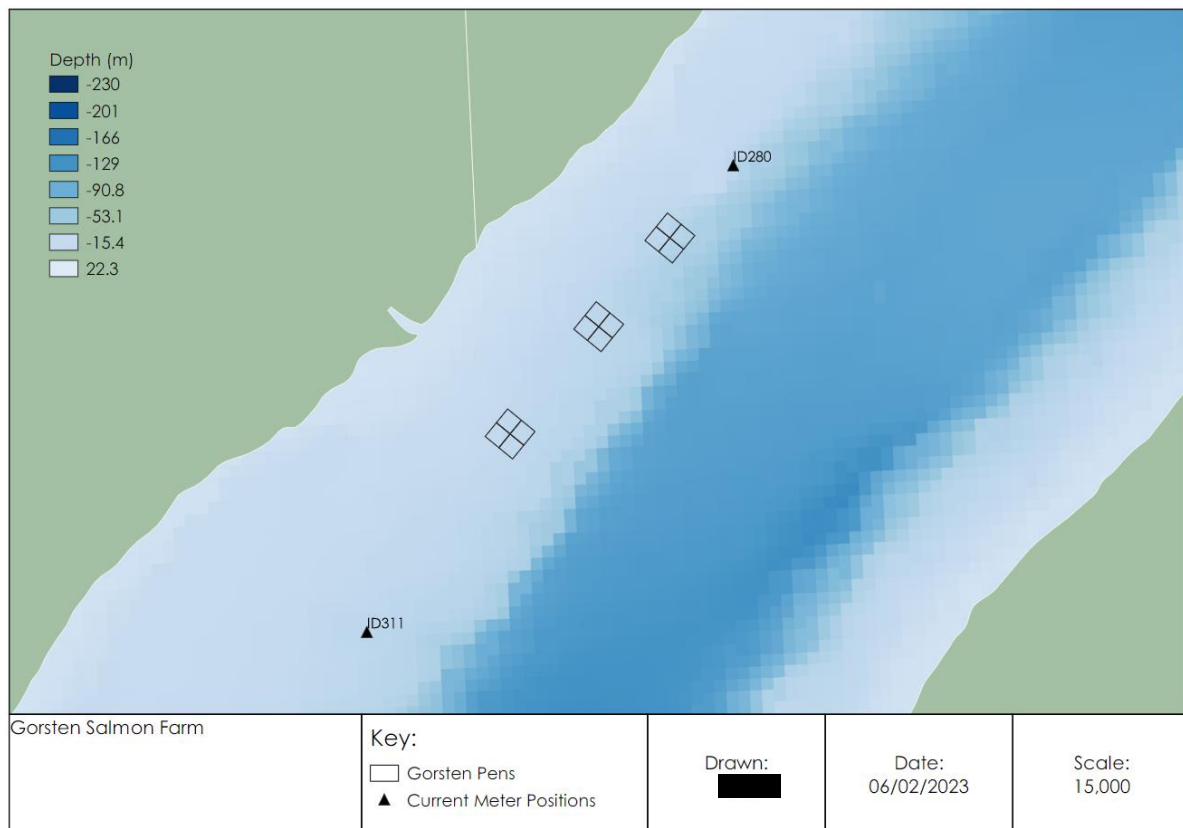 Depth (m)
-230
-201
-166
-129
-90.8
-53.1
-15.4
22.3
ID280
ID311
Gorsten Salmon Farm
Key:
Gorsten Pens
Current Meter Positions
Drawn:
Date:
06/02/2023
Scale:
15,000